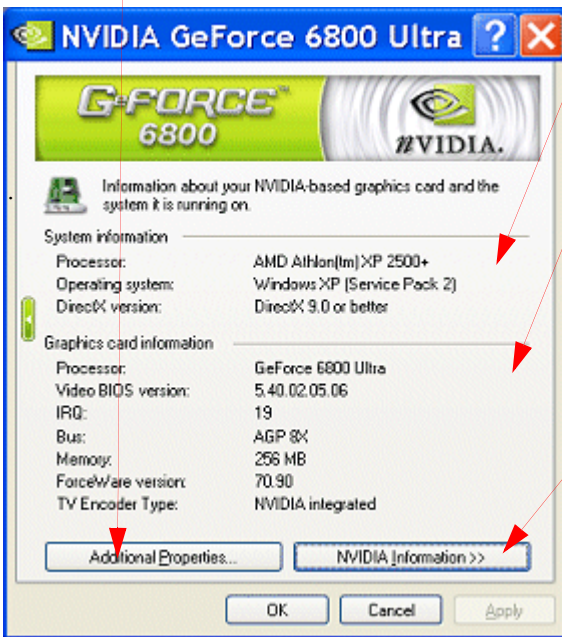 NVIDIA GeForce 6800 Ultra
G-FORCE™
6800
nVIDIA.
Information about your NVIDIA-based graphics card and the
system it is running on.
System information
Processor: AMD Athlon(tm) XP 2500+
Operating system: Windows XP (Service Pack 2)
DirectX version: DirectX 9.0 or better
Graphics card information
Processor: GeForce 6800 Ultra
Video BIOS version: 5.40.02.05.06
IRQ: 19
Bus: AGP 8X
Memory: 256 MB
ForceWare version: 70.90
TV Encoder Type: NVIDIA integrated
Additional Properties... NVIDIA Information >>
OK Cancel Apply